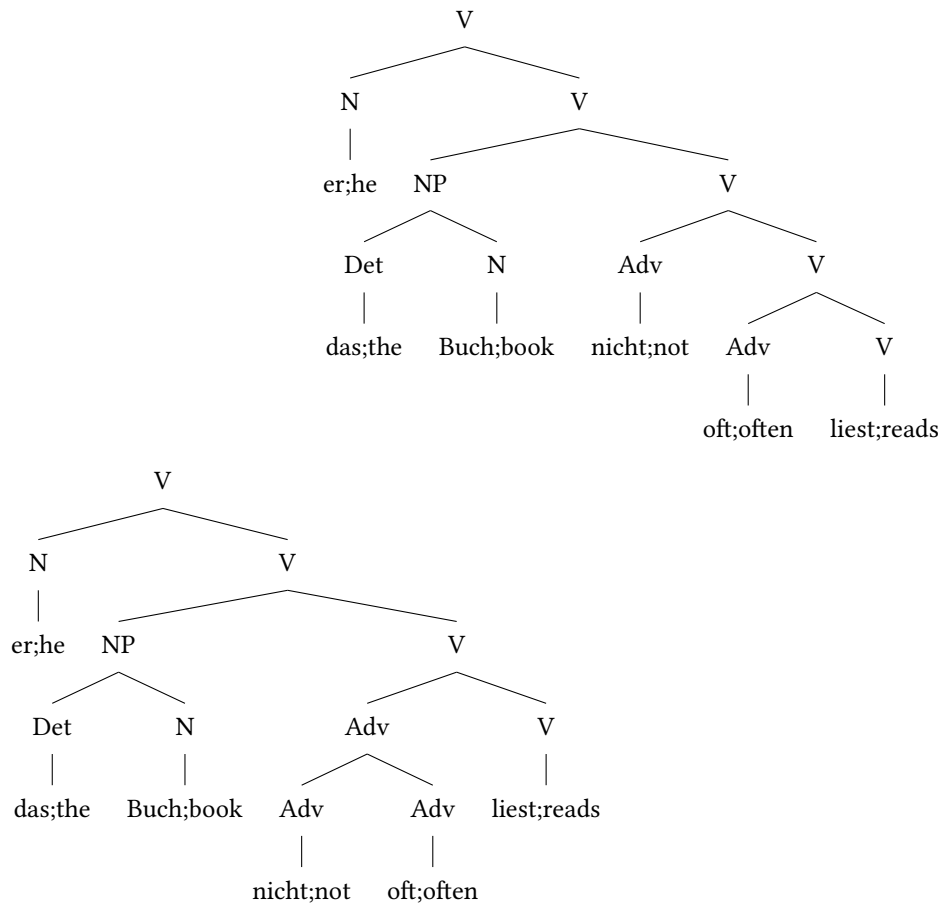 V
N V
er;he NP V
Det N Adv V
das;the Buch;book nicht;not Adv V
oft;often liest;reads
V
N V
er;he NP V
Det N Adv V
das;the Buch;book Adv Adv liest;reads
nicht;not oft;often